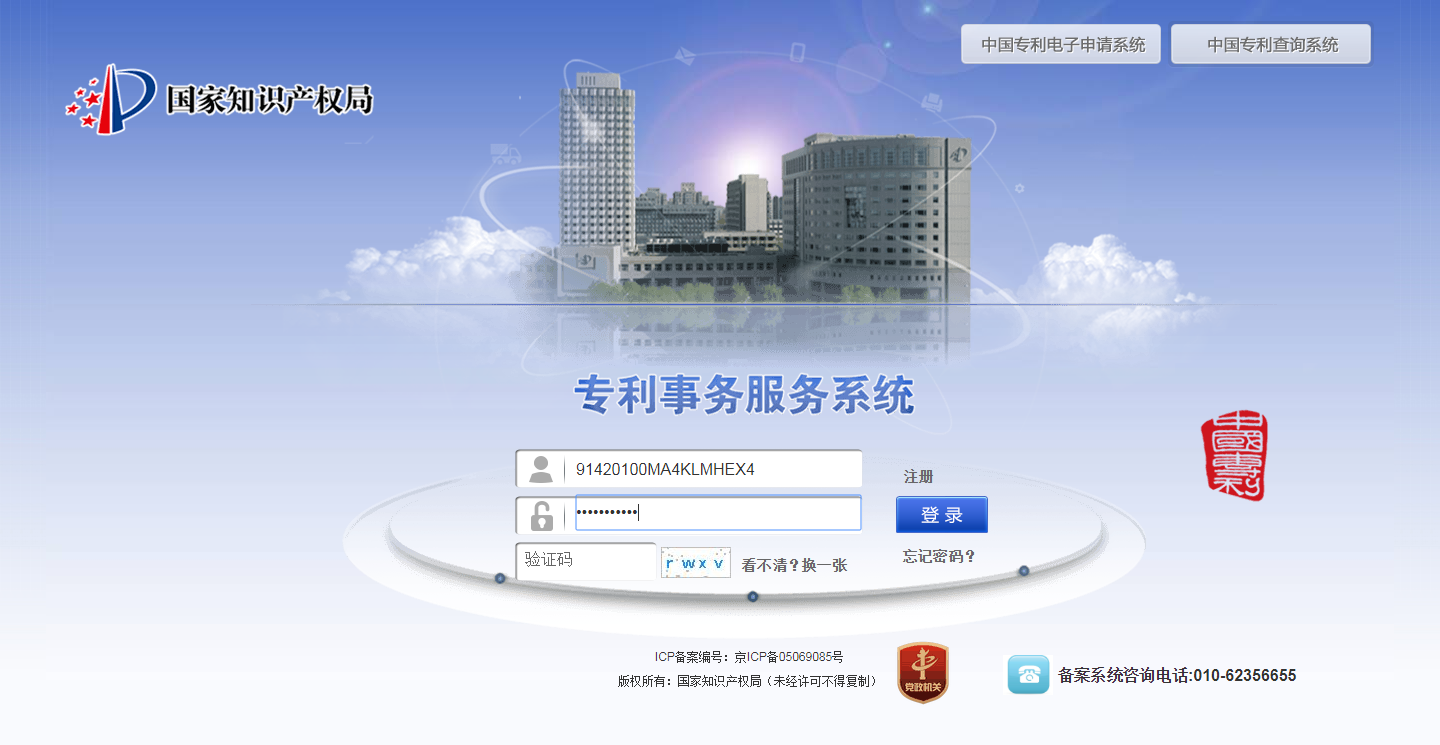 中国专利电子申请系统
中国专利查询系统
国家知识产权局
专利事务服务系统
中國專利
91420100MA4KLMHEX4
注册
•••••••••••
登 录
验证码
r w x v
看不清？换一张
忘记密码？
ICP备案编号：京ICP备05069085号
版权所有：国家知识产权局（未经许可不得复制）
党政机关
备案系统咨询电话:010-62356655